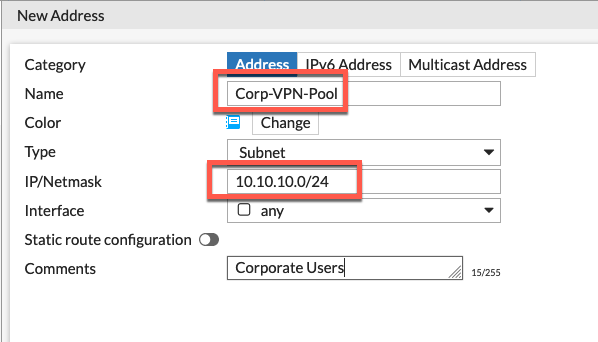 New Address
Category Address IPv6 Address Multicast Address
Name Corp-VPN-Pool
Color Change
Type Subnet
IP/Netmask 10.10.10.0/24
Interface any
Static route configuration
Comments Corporate Users 15/255